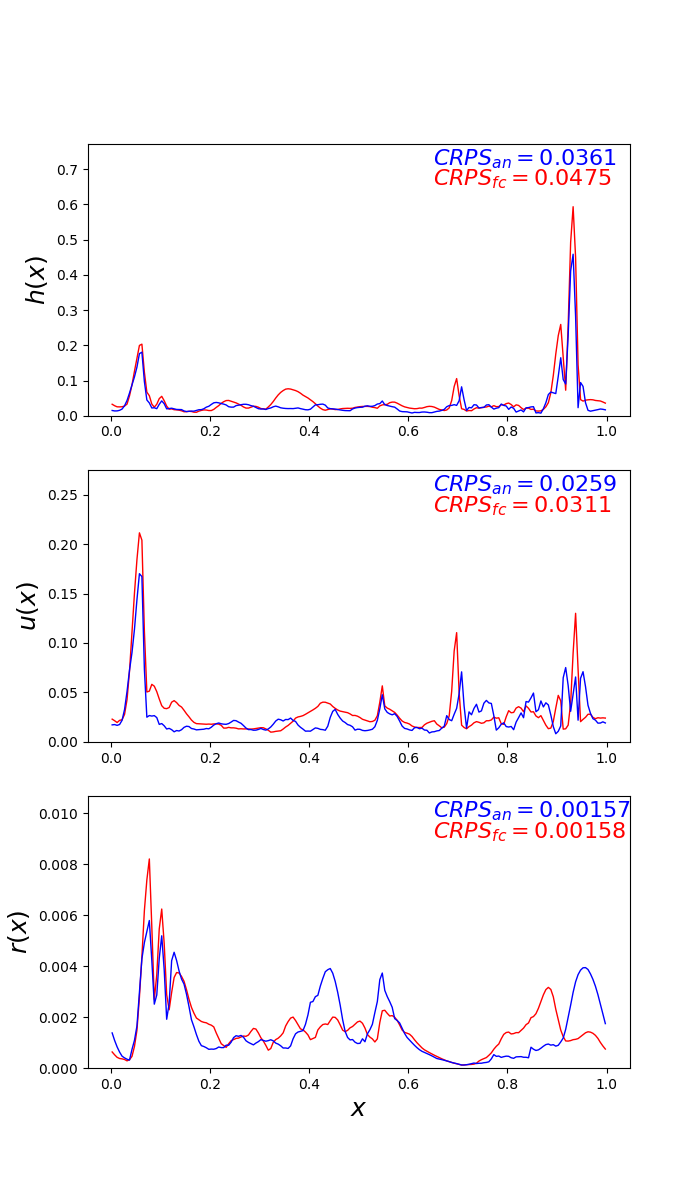 CRPS_an = 0.0361
CRPS_fc = 0.0475
0.7
0.6
0.5
0.4
0.3
0.2
0.1
0.0
h(x)
0.0 0.2 0.4 0.6 0.8 1.0
CRPS_an = 0.0259
CRPS_fc = 0.0311
0.25
0.20
0.15
0.10
0.05
0.00
u(x)
0.0 0.2 0.4 0.6 0.8 1.0
CRPS_an = 0.00157
CRPS_fc = 0.00158
0.010
0.008
0.006
0.004
0.002
0.000
r(x)
0.0 0.2 0.4 0.6 0.8 1.0
x